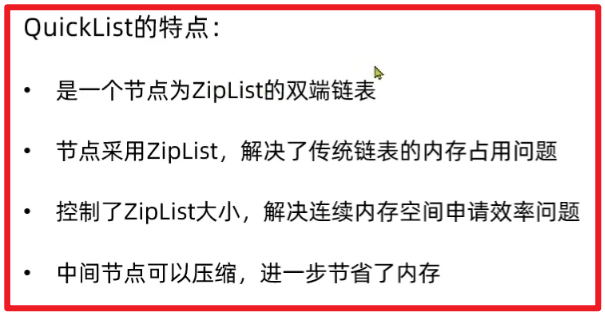 QuickList的特点：
• 是一个节点为ZipList的双端链表
• 节点采用ZipList，解决了传统链表的内存占用问题
• 控制了ZipList大小，解决连续内存空间申请效率问题
• 中间节点可以压缩，进一步节省了内存